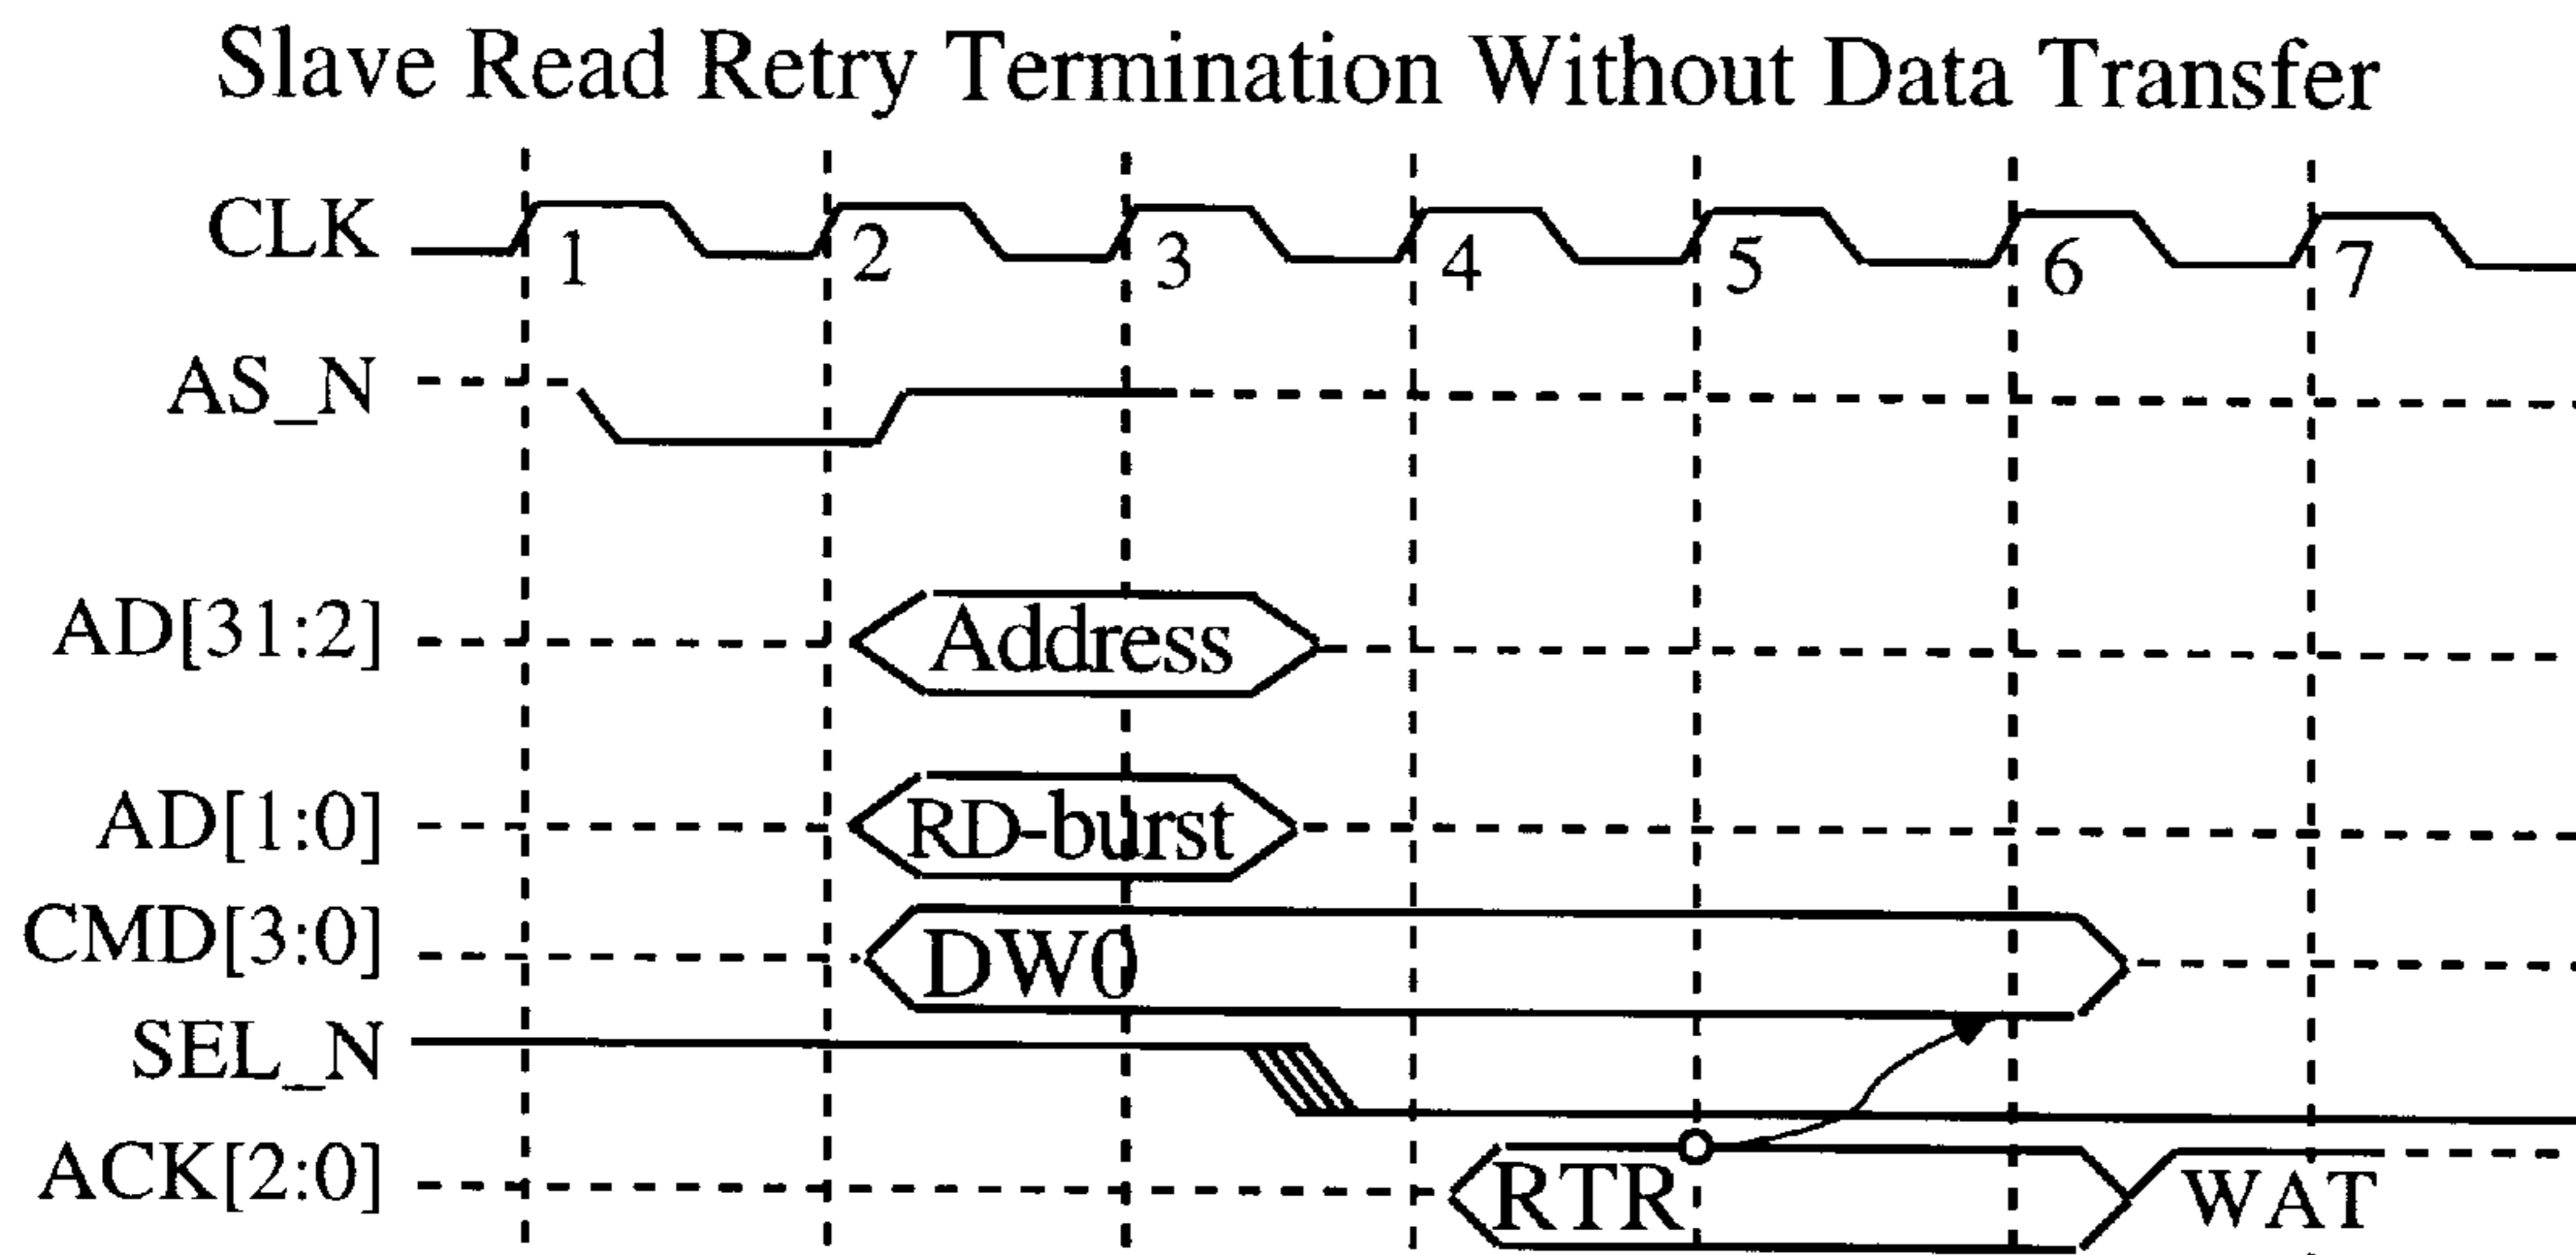 Slave Read Retry Termination Without Data Transfer
CLK 1 2 3 4 5 6 7
AS_N
AD[31:2] Address
AD[1:0] RD-burst
CMD[3:0] DW0
SEL_N
ACK[2:0] RTR WAT